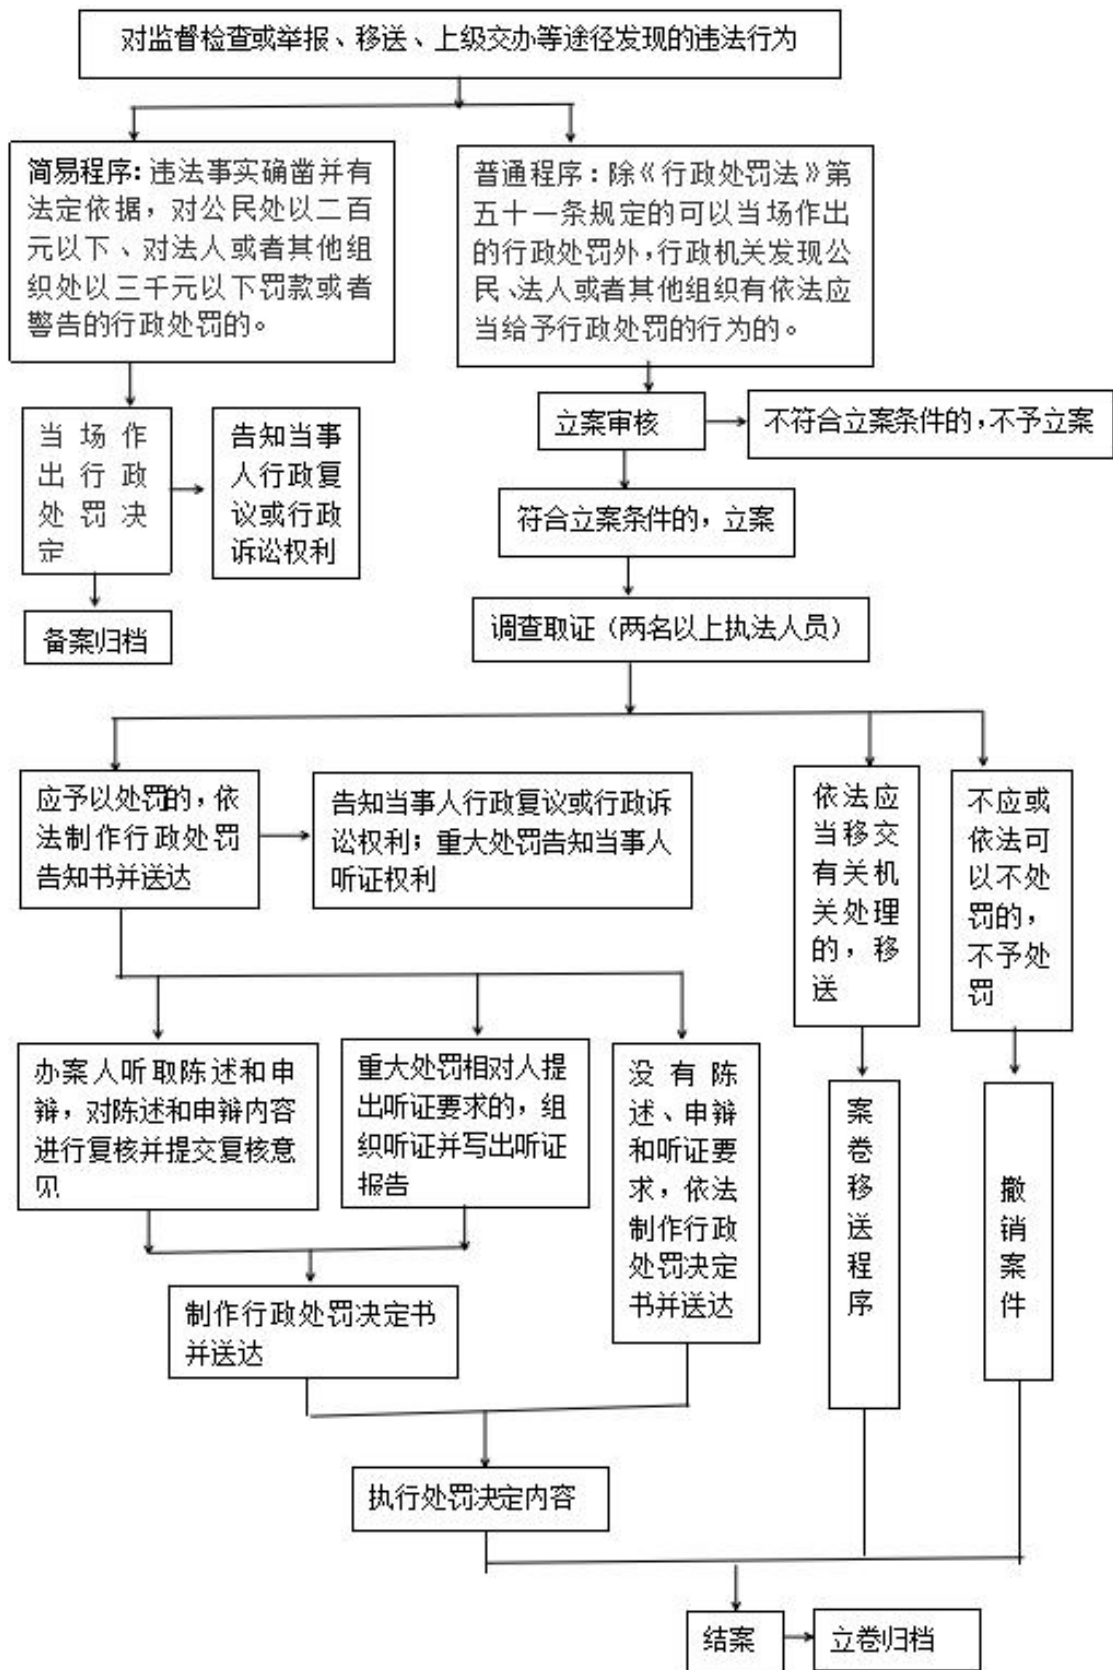 对监督检查或举报、移送、上级交办等途径发现的违法行为
简易程序:违法事实确凿并有
法定依据，对公民处以二百
元以下、对法人或者其他组
织处以三千元以下罚款或者
警告的行政处罚的。
普通程序：除《行政处罚法》第
五十一条规定的可以当场作出
的行政处罚外，行政机关发现公
民、法人或者其他组织有依法应
当给予行政处罚的行为的。
当场作
出行政
处罚决
定
告知当事
人行政复
议或行政
诉讼权利
备案归档
立案审核
不符合立案条件的，不予立案
符合立案条件的，立案
调查取证（两名以上执法人员）
应予以处罚的，依
法制作行政处罚
告知书并送达
告知当事人行政复议或行政诉
讼权利；重大处罚告知当事人
听证权利
依法应
当移交
有关机
关处理
的，移
送
不应或
依法可
以不处
罚的，
不予处
罚
办案人听取陈述和申
辩，对陈述和申辩内容
进行复核并提交复核意
见
重大处罚相对人提
出听证要求的，组
织听证并写出听证
报告
没有陈
述、申辩
和听证要
求，依法
制作行政
处罚决定
书并送达
案卷移送程序
撤销案件
制作行政处罚决定书
并送达
执行处罚决定内容
结案
立卷归档